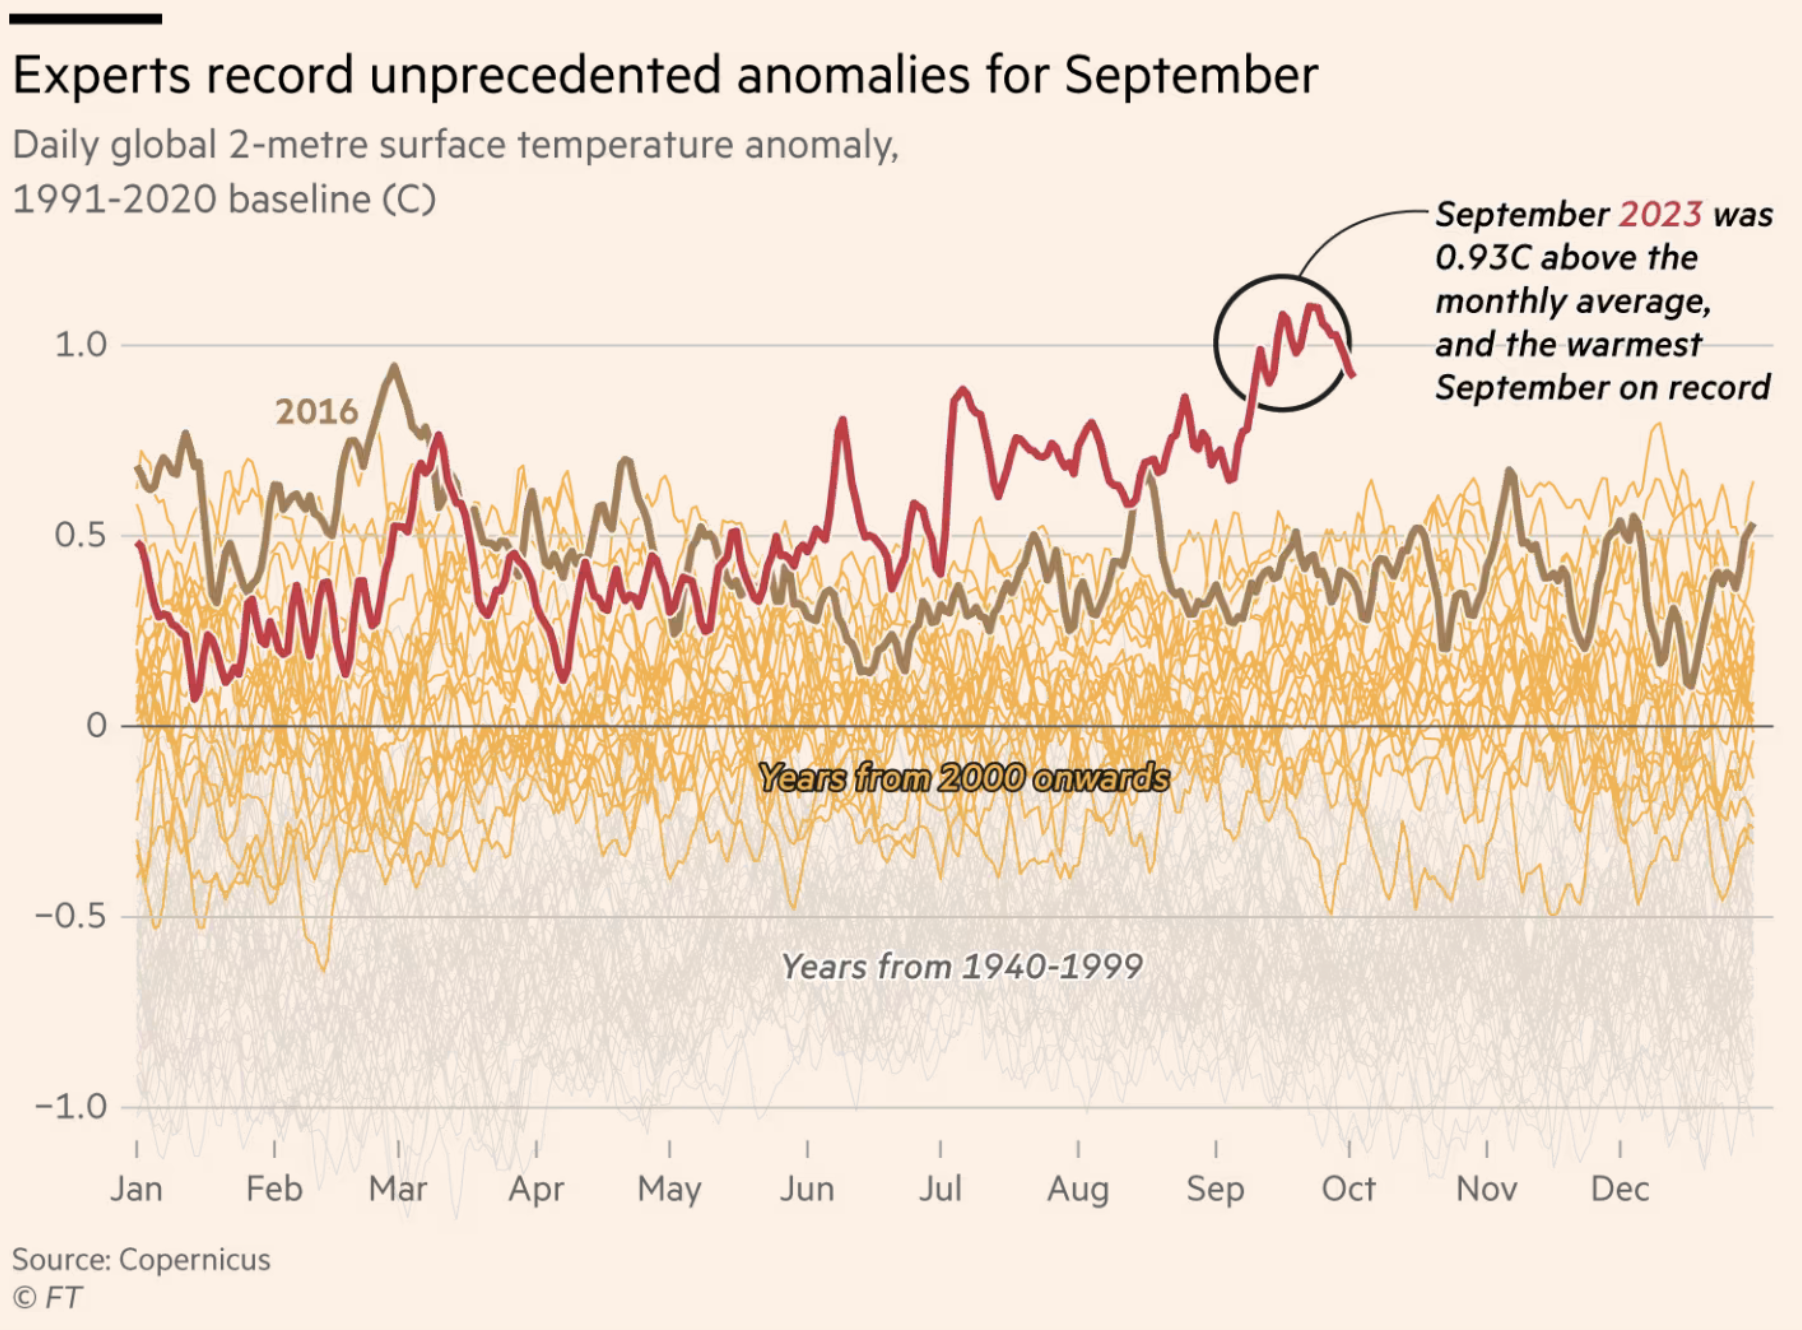 Experts record unprecedented anomalies for September
Daily global 2-metre surface temperature anomaly,
1991-2020 baseline (C)
September 2023 was
0.93C above the
monthly average,
and the warmest
September on record
2016
1.0
0.5
0
−0.5
−1.0
Years from 2000 onwards
Years from 1940-1999
Jan Feb Mar Apr May Jun Jul Aug Sep Oct Nov Dec
Source: Copernicus
© FT